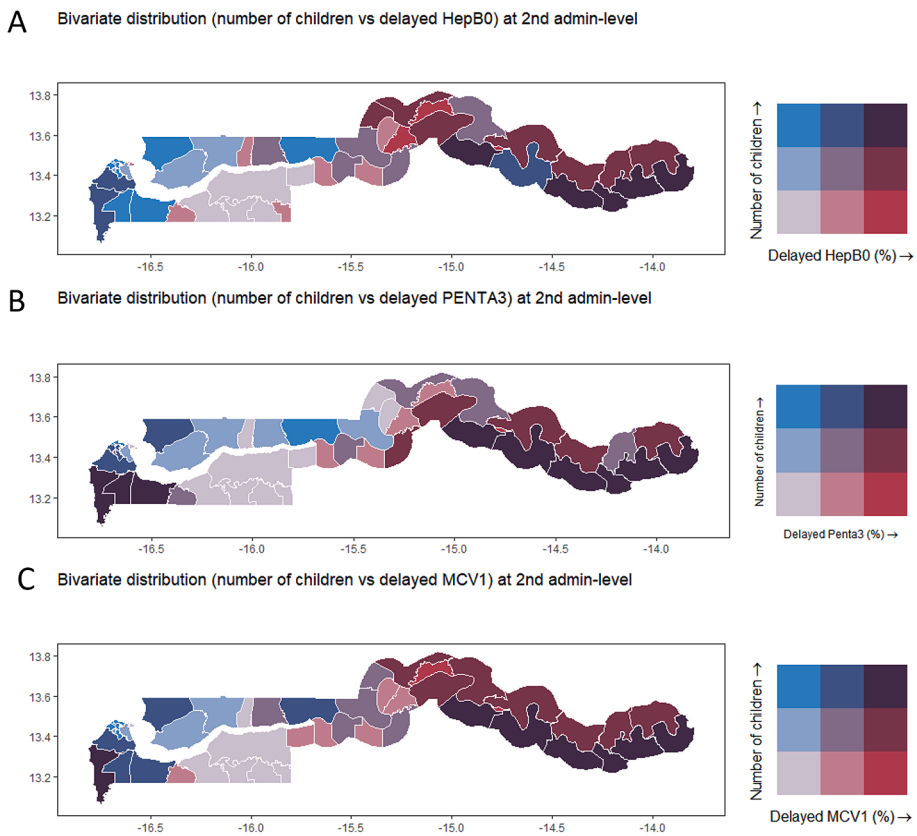 A
Bivariate distribution (number of children vs delayed HepB0) at 2nd admin-level
13.8
13.6
13.4
13.2
-16.5 -16.0 -15.5 -15.0 -14.5 -14.0
Number of children →
Delayed HepB0 (%) →
B
Bivariate distribution (number of children vs delayed PENTA3) at 2nd admin-level
13.8
13.6
13.4
13.2
-16.5 -16.0 -15.5 -15.0 -14.5 -14.0
Number of children →
Delayed Penta3 (%) →
C
Bivariate distribution (number of children vs delayed MCV1) at 2nd admin-level
13.8
13.6
13.4
13.2
-16.5 -16.0 -15.5 -15.0 -14.5 -14.0
Number of children →
Delayed MCV1 (%) →